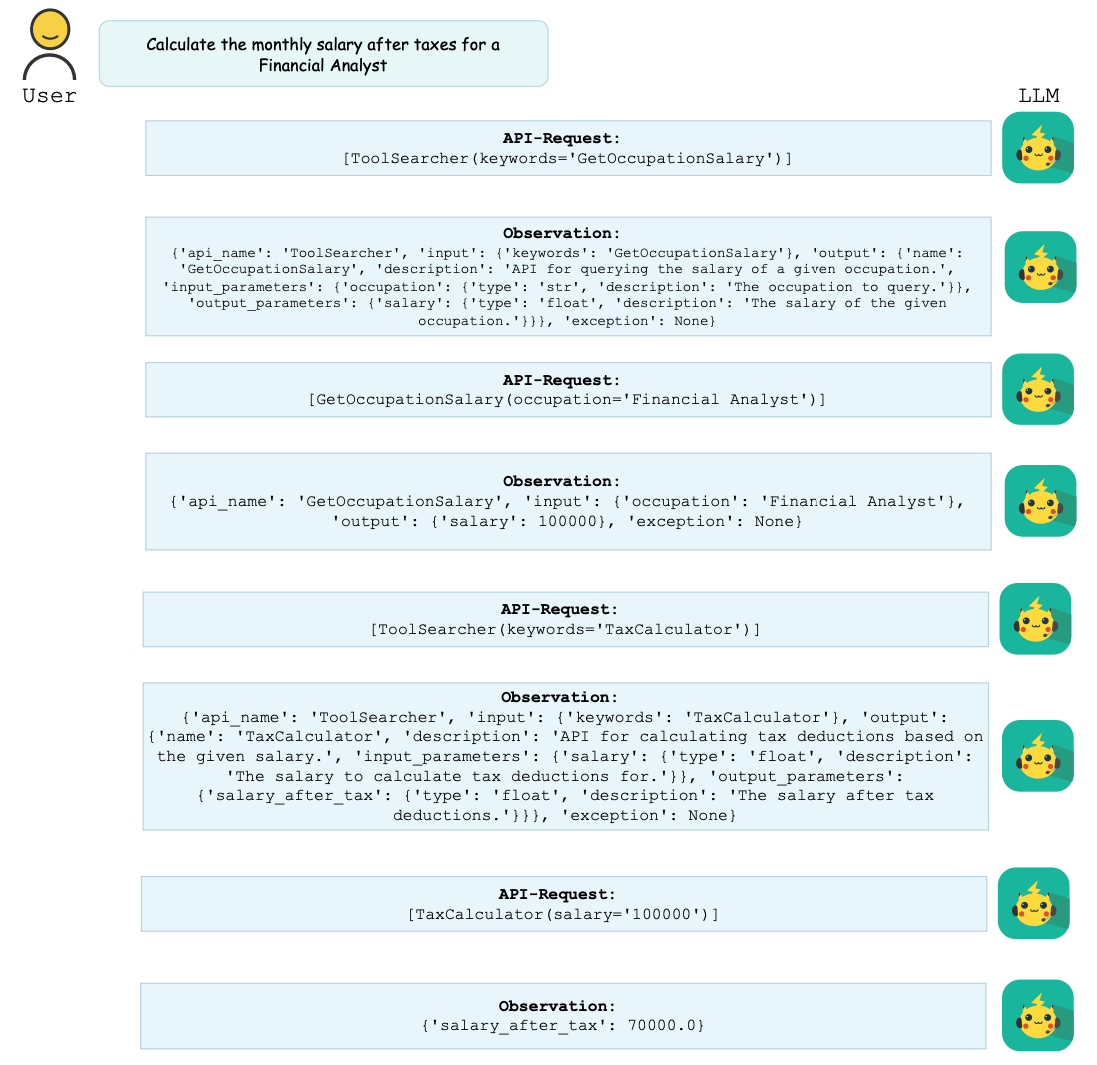 Calculate the monthly salary after taxes for a
Financial Analyst
User
LLM
API-Request:
[ToolSearcher(keywords='GetOccupationSalary')]
Observation:
{'api_name': 'ToolSearcher', 'input': {'keywords': 'GetOccupationSalary'}, 'output': {'name':
'GetOccupationSalary', 'description': 'API for querying the salary of a given occupation.',
'input_parameters': {'occupation': {'type': 'str', 'description': 'The occupation to query.'}},
'output_parameters': {'salary': {'type': 'float', 'description': 'The salary of the given
occupation.'}}}, 'exception': None}
API-Request:
[GetOccupationSalary(occupation='Financial Analyst')]
Observation:
{'api_name': 'GetOccupationSalary', 'input': {'occupation': 'Financial Analyst'},
'output': {'salary': 100000}, 'exception': None}
API-Request:
[ToolSearcher(keywords='TaxCalculator')]
Observation:
{'api_name': 'ToolSearcher', 'input': {'keywords': 'TaxCalculator'}, 'output':
{'name': 'TaxCalculator', 'description': 'API for calculating tax deductions based on
the given salary.', 'input_parameters': {'salary': {'type': 'float', 'description':
'The salary to calculate tax deductions for.'}}, 'output_parameters':
{'salary_after_tax': {'type': 'float', 'description': 'The salary after tax
deductions.'}}}, 'exception': None}
API-Request:
[TaxCalculator(salary='100000')]
Observation:
{'salary_after_tax': 70000.0}